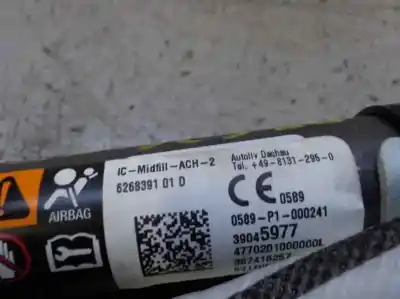 IC-Midfill-ACH-2
6268391 01 D
AIRBAG
Autoliv Dachau
Tel. +49-8131-295-0
CE 0589
0589-P1-000241
39045977
4770201000000L